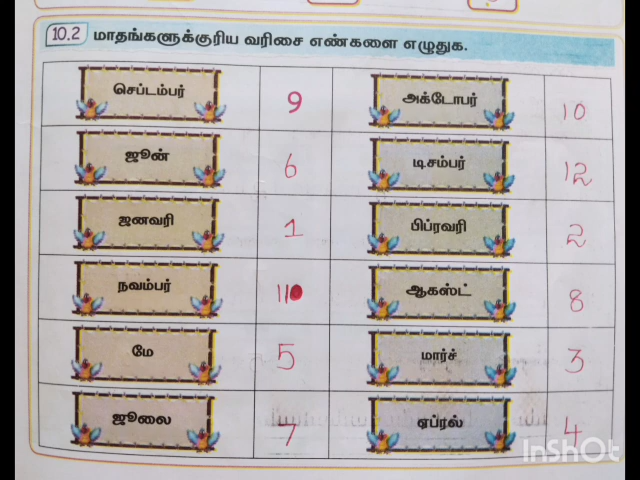 10.2 மாதங்களுக்குரிய வரிசை எண்களை எழுதுக.
செப்டம்பர் 9 அக்டோபர் 10
ஜூன் 6 டிசம்பர் 12
ஜனவரி 1 பிப்ரவரி 2
நவம்பர் 11 ஆகஸ்ட் 8
மே 5 மார்ச் 3
ஜூலை 7 ஏப்ரல் 4
InShOt